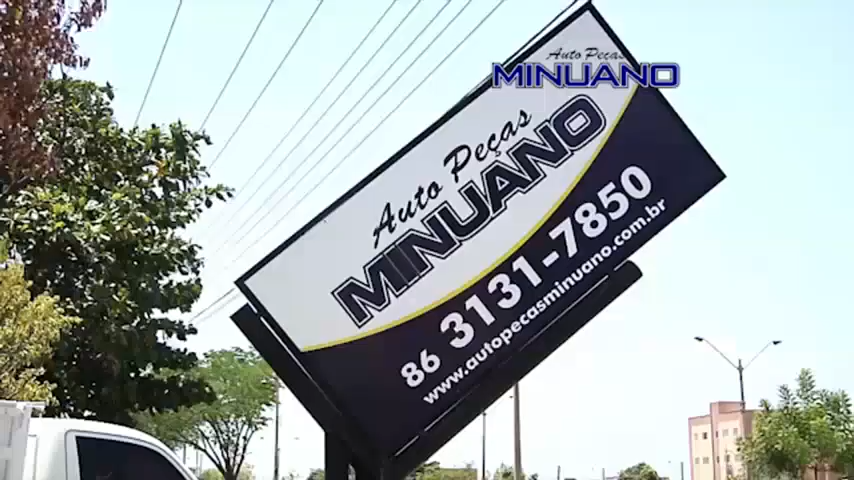 Auto Peças
MINUANO
Auto Peças
MINUANO
86 3131-7850
www.autopecasminuano.com.br